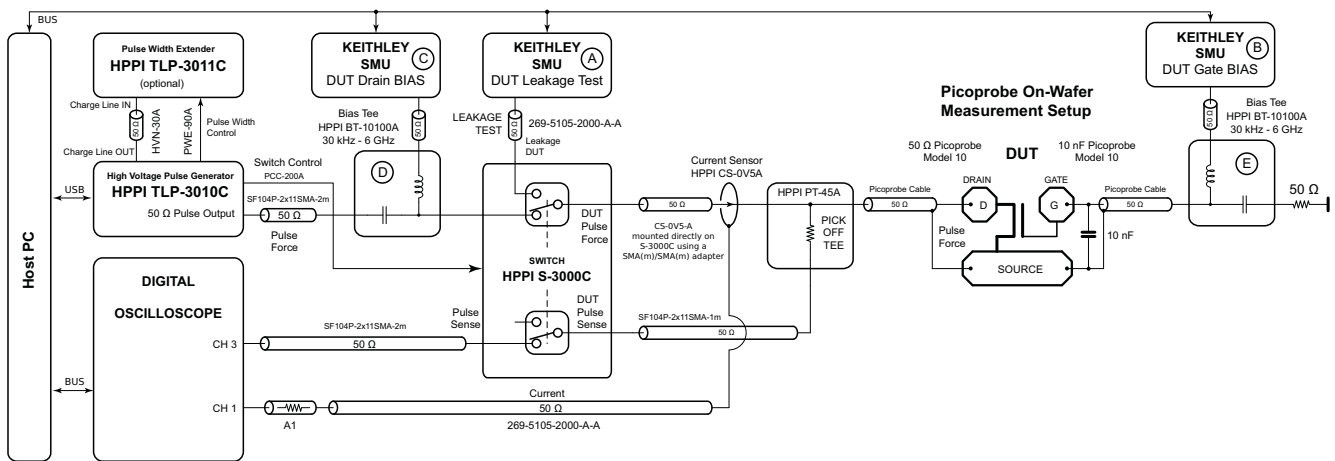 BUS
Host PC
Pulse Width Extender
HPPI TLP-3011C
(optional)
Charge Line IN
50 Ω
HVN-30A
PWE-90A
Pulse Width
Control
Charge Line OUT
USB
High Voltage Pulse Generator
HPPI TLP-3010C
50 Ω Pulse Output
Switch Control
PCC-200A
SF104P-2x11SMA-2m
50 Ω
Pulse
Force
KEITHLEY
SMU
C
DUT Drain BIAS
Bias Tee
HPPI BT-10100A
30 kHz - 6 GHz
50 Ω
D
KEITHLEY
SMU
A
DUT Leakage Test
LEAKAGE
TEST
50 Ω
269-5105-2000-A-A
Leakage
DUT
DUT
Pulse
Force
SWITCH
HPPI S-3000C
Pulse
Sense
DUT
Pulse
Sense
Current Sensor
HPPI CS-0V5A
50 Ω
CS-0V5-A
mounted directly on
S-3000C using a
SMA(m)/SMA(m) adapter
HPPI PT-45A
PICK
OFF
TEE
SF104P-2x11SMA-1m
50 Ω
Picoprobe On-Wafer
Measurement Setup
50 Ω Picoprobe
Model 10
DUT
10 nF Picoprobe
Model 10
Picoprobe Cable
50 Ω
Pulse
Force
DRAIN
D
GATE
G
SOURCE
10 nF
Picoprobe Cable
50 Ω
KEITHLEY
SMU
B
DUT Gate BIAS
50 Ω
Bias Tee
HPPI BT-10100A
30 kHz - 6 GHz
E
50 Ω
DIGITAL
OSCILLOSCOPE
CH 3
SF104P-2x11SMA-2m
50 Ω
BUS
CH 1
A1
Current
50 Ω
269-5105-2000-A-A